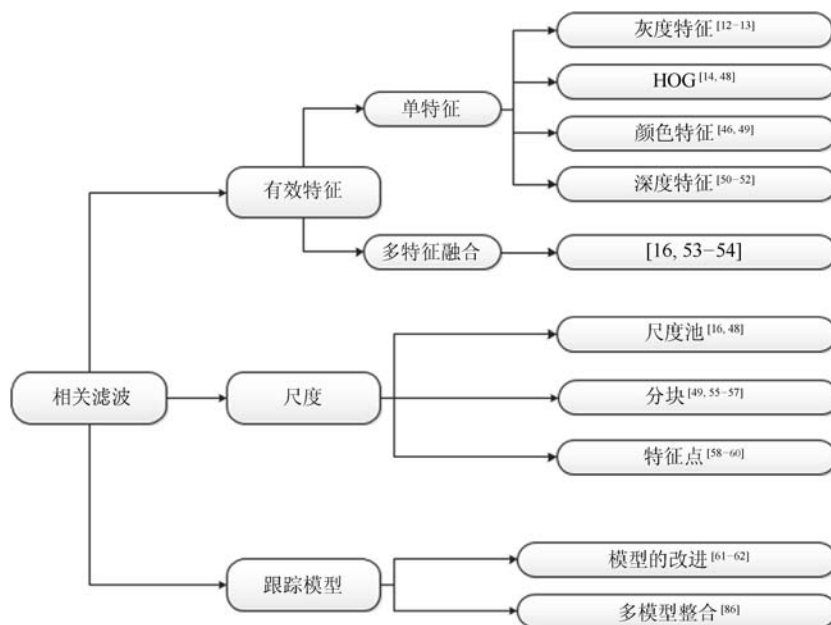 灰度特征[12−13]
HOG[14, 48]
单特征
颜色特征[46, 49]
有效特征
深度特征[50−52]
多特征融合
[16, 53−54]
尺度池[16, 48]
相关滤波
尺度
分块[49, 55−57]
特征点[58−60]
模型的改进[61−62]
跟踪模型
多模型整合[86]